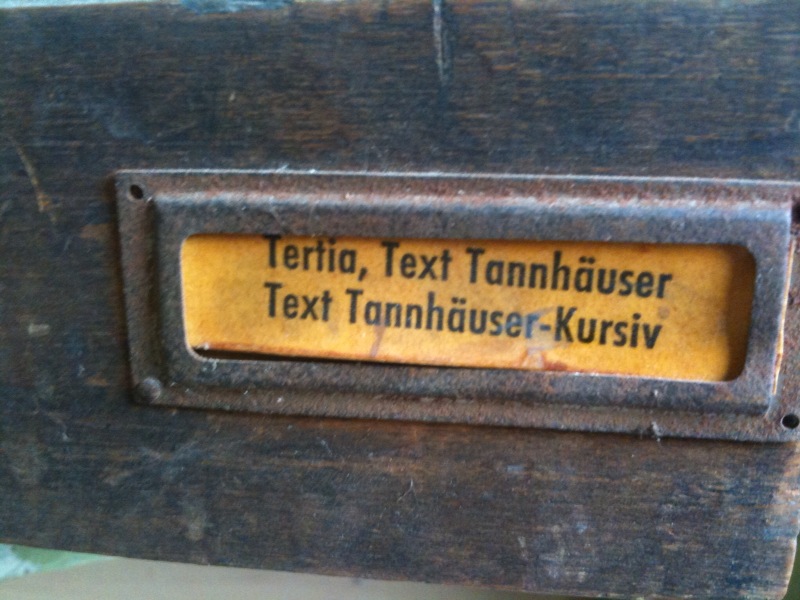 Tertia, Text Tannhäuser
Text Tannhäuser-Kursiv